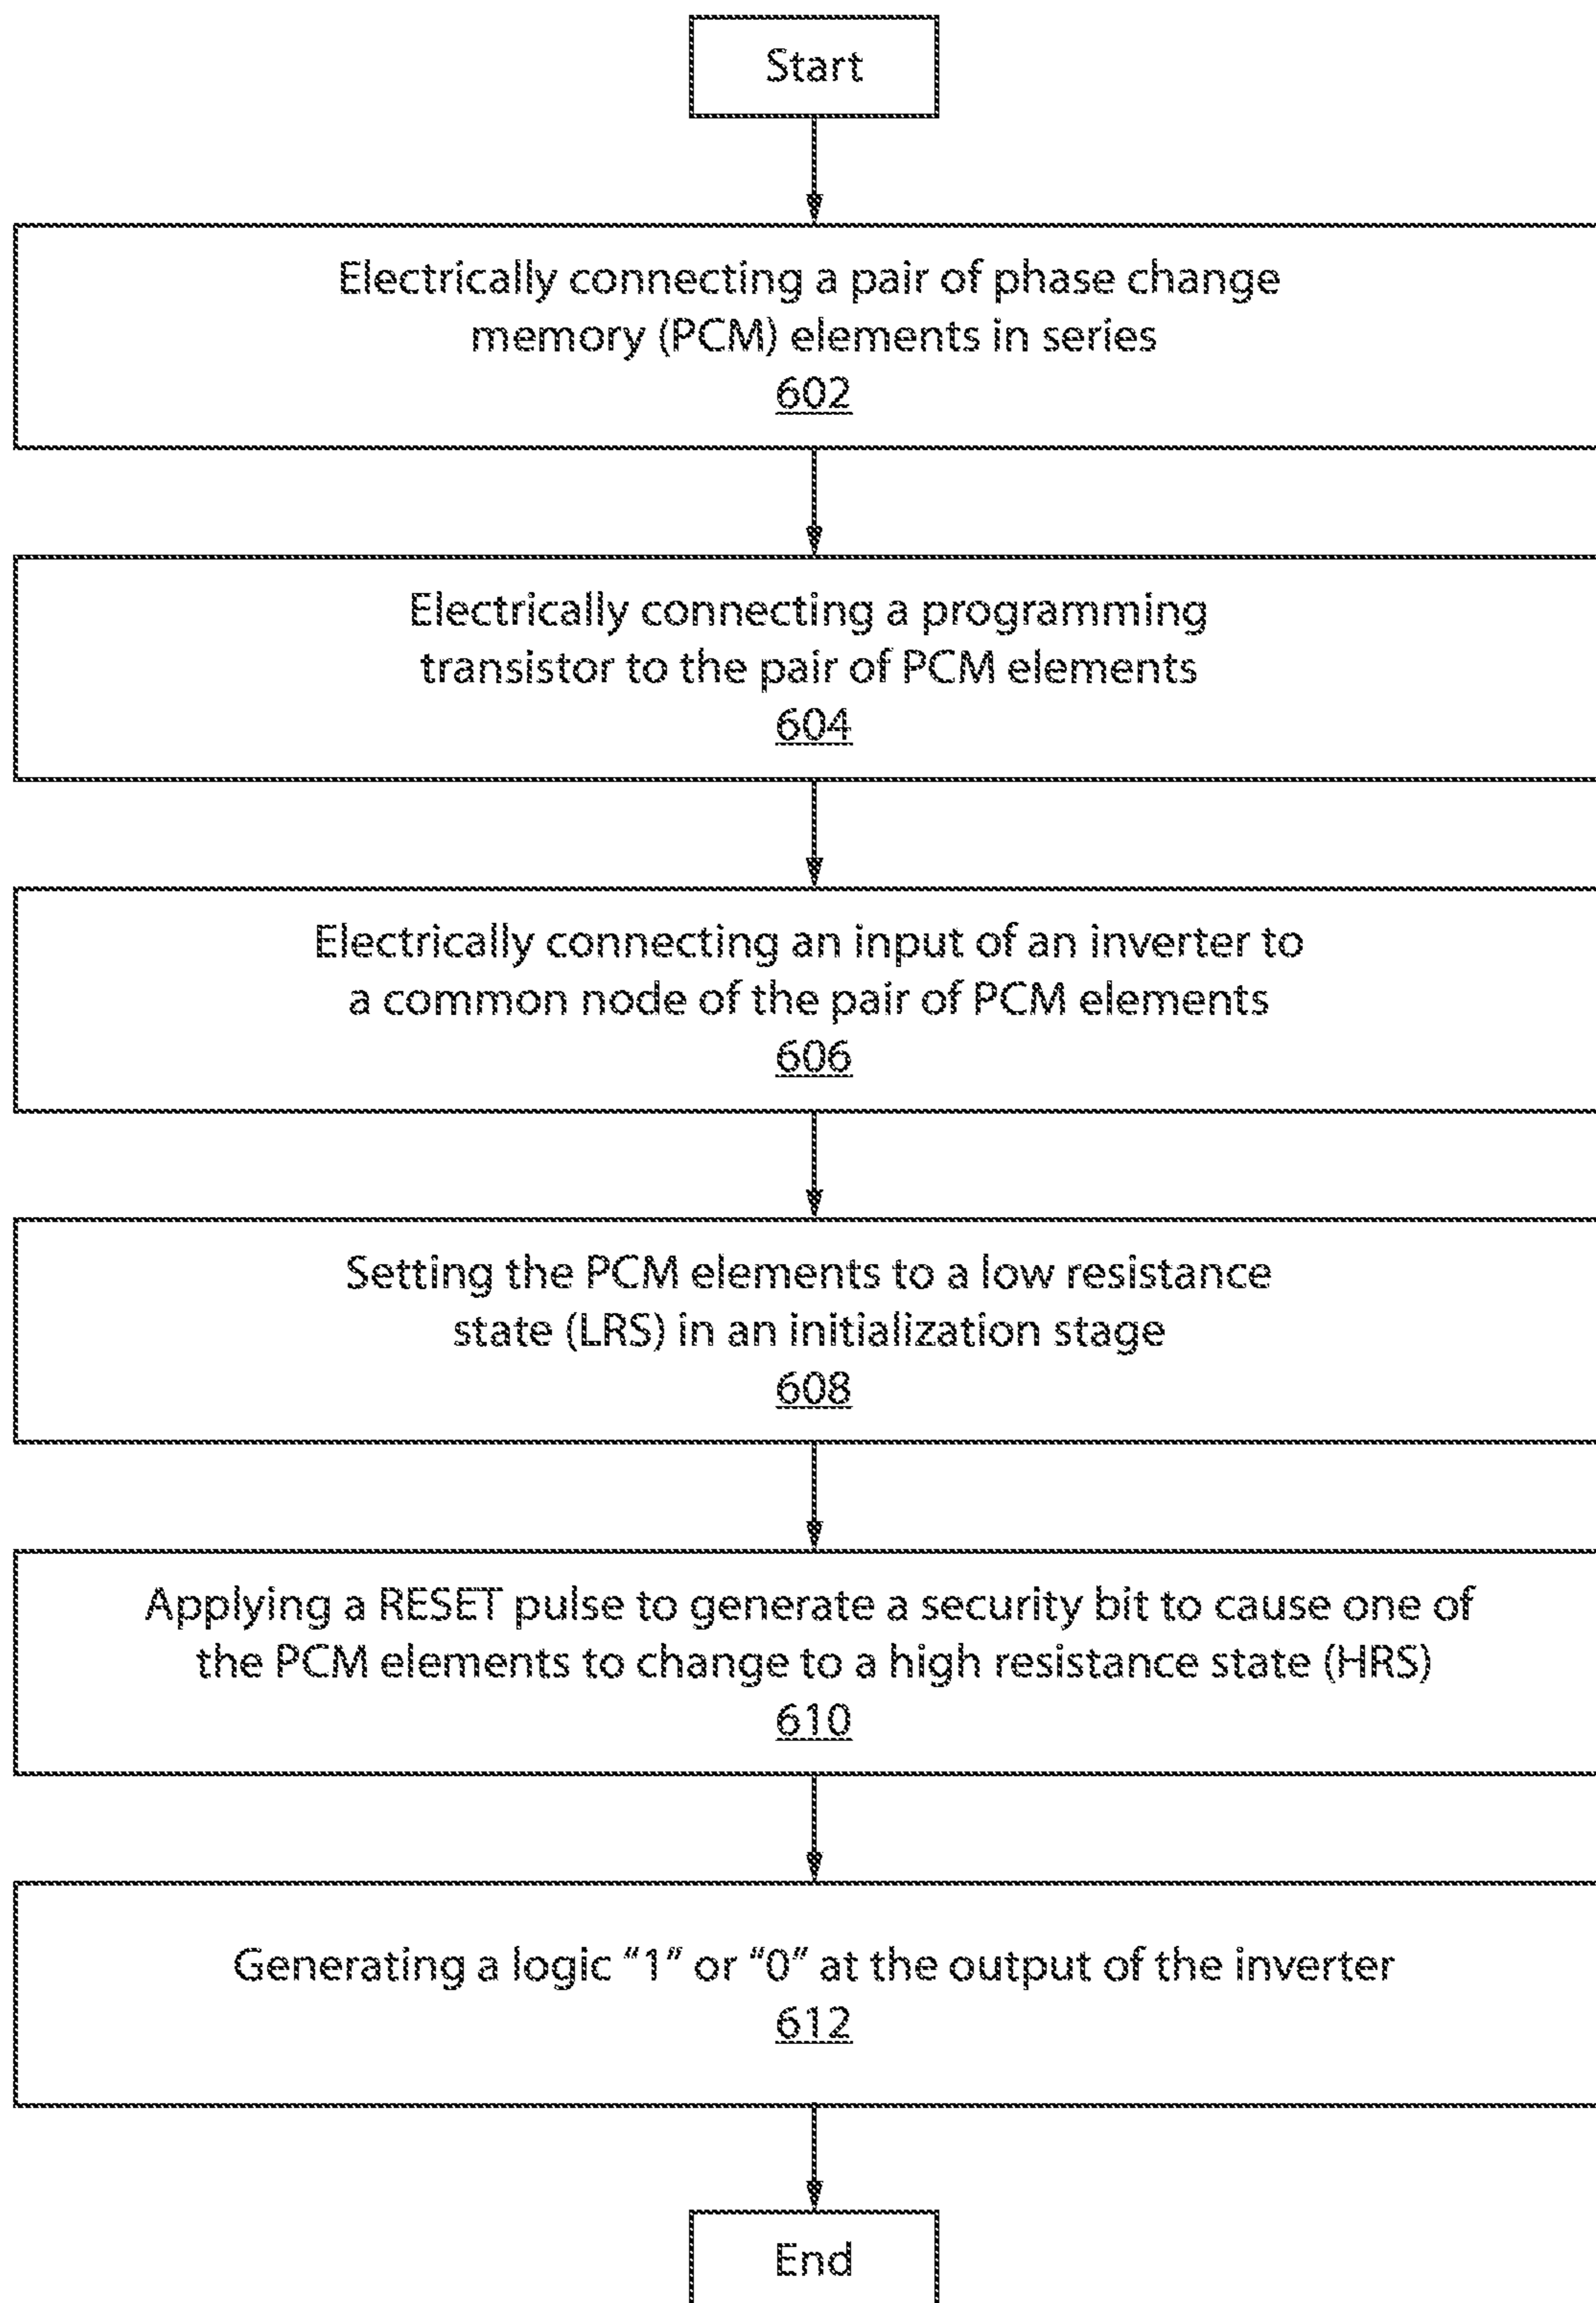 Start
Electrically connecting a pair of phase change
memory (PCM) elements in series
602
Electrically connecting a programming
transistor to the pair of PCM elements
604
Electrically connecting an input of an inverter to
a common node of the pair of PCM elements
606
Setting the PCM elements to a low resistance
state (LRS) in an initialization stage
608
Applying a RESET pulse to generate a security bit to cause one of
the PCM elements to change to a high resistance state (HRS)
610
Generating a logic “1” or “0” at the output of the inverter
612
End